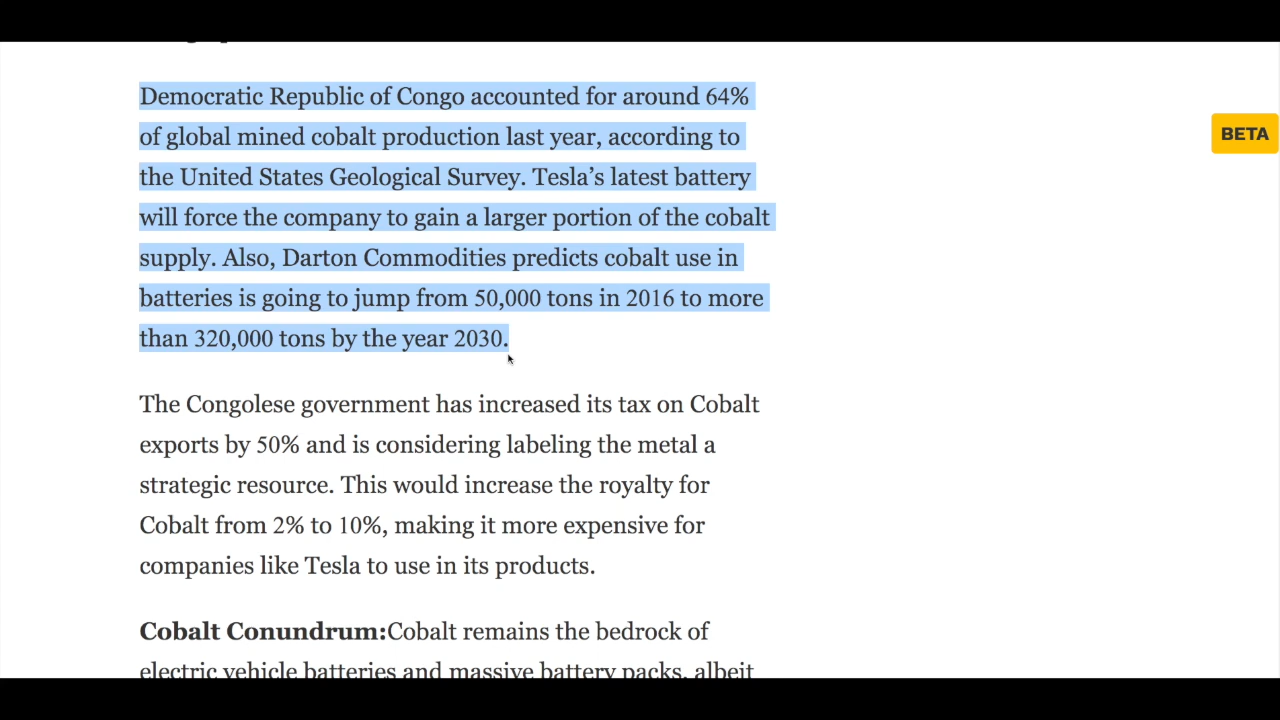 Democratic Republic of Congo accounted for around 64%
of global mined cobalt production last year, according to
the United States Geological Survey. Tesla’s latest battery
will force the company to gain a larger portion of the cobalt
supply. Also, Darton Commodities predicts cobalt use in
batteries is going to jump from 50,000 tons in 2016 to more
than 320,000 tons by the year 2030.
The Congolese government has increased its tax on Cobalt
exports by 50% and is considering labeling the metal a
strategic resource. This would increase the royalty for
Cobalt from 2% to 10%, making it more expensive for
companies like Tesla to use in its products.
Cobalt Conundrum:Cobalt remains the bedrock of
electric vehicle batteries and massive battery packs, albeit
BETA